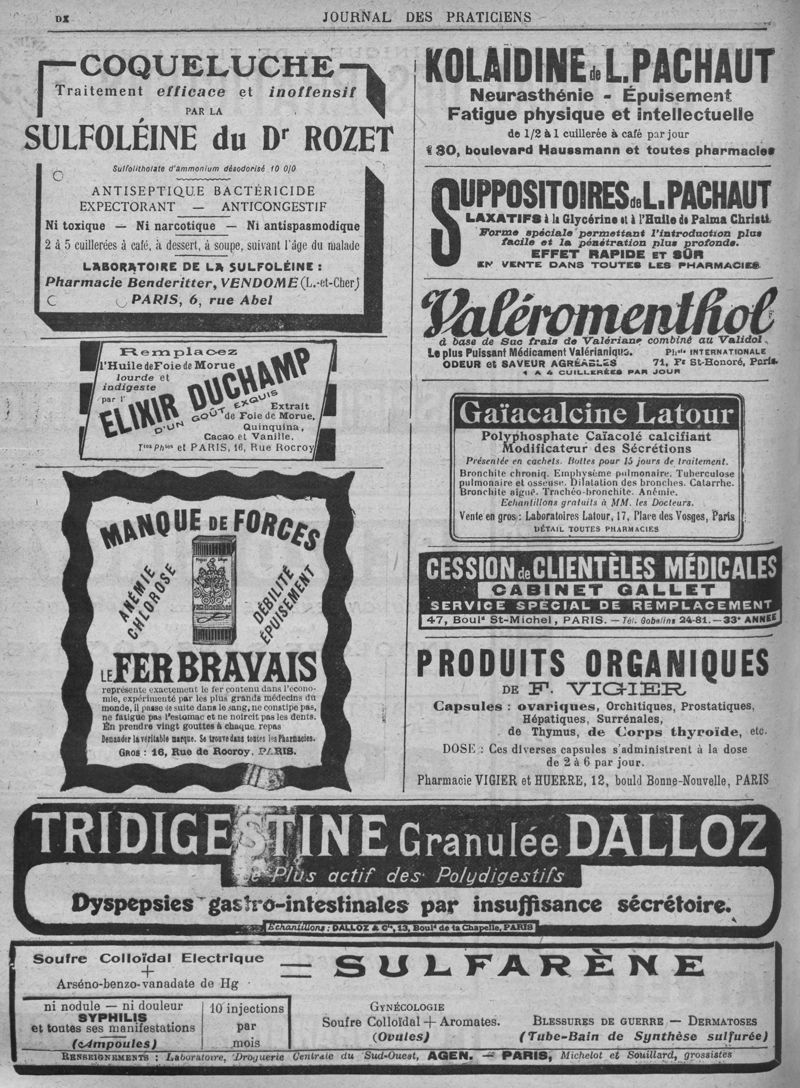 DX
JOURNAL DES PRATICIENS
COQUELUCHE
Traitement efficace et inoffensif
PAR LA
SULFOLÉINE du Dr ROZET
Sulfolitholate d'ammonium désodorisé 10 0/0
ANTISEPTIQUE BACTÉRICIDE
EXPECTORANT — ANTICONGESTIF
Ni toxique — Ni narcotique — Ni antispasmodique
2 à 5 cuillerées à café, à dessert, à soupe, suivant l'âge du malade
LABORATOIRE DE LA SULFOLÉINE :
Pharmacie Benderitter, VENDOME (L.-et-Cher)
PARIS, 6, rue Abel
Remplacez
l'Huile de Foie de Morue
lourde et
indigeste
par l'
ELIXIR DUCHAMP
D'UN GOÛT EXQUIS
Extrait
de Foie de Morue,
Quinquina,
Cacao et Vanille.
Ttes Phies et PARIS, 16, Rue Rocroy
MANQUE DE FORCES
ANÉMIE
CHLOROSE
DÉBILITÉ
ÉPUISEMENT
LE FER BRAVAIS
représente exactement le fer contenu dans l'écono-
mie, expérimenté par les plus grands médecins du
monde, il passe de suite dans le sang, ne constipe pas,
ne fatigue pas l'estomac et ne noircit pas les dents.
En prendre vingt gouttes à chaque repas
Demander la véritable marque. Se trouve dans toutes les Pharmacies.
GROS : 16, Rue de Rocroy, PARIS.
KOLAÏDINE de L. PACHAUT
Neurasthénie - Épuisement
Fatigue physique et intellectuelle
de 1/2 à 1 cuillerée à café par jour
130, boulevard Haussmann et toutes pharmacies
SUPPOSITOIRES de L. PACHAUT
LAXATIFS à la Glycérine et à l'Huile de Palma Christi
Forme spéciale permettant l'introduction plus
facile et la pénétration plus profonde.
EFFET RAPIDE ET SÛR
EN VENTE DANS TOUTES LES PHARMACIES
Valéromenthol
à base de Suc frais de Valériane combiné au Validol.
Le plus Puissant Médicament Valérianique. Phcie INTERNATIONALE
ODEUR et SAVEUR AGRÉABLES 71, Fg St-Honoré, Paris.
1 A 4 CUILLERÉES PAR JOUR
Gaïacalcine Latour
Polyphosphate Gaïacolé calcifiant
Modificateur des Sécrétions
Présentée en cachets. Boîtes pour 15 jours de traitement.
Bronchite chroniq. Emphysème pulmonaire. Tuberculose
pulmonaire et osseuse. Dilatation des bronches. Catarrhe.
Bronchite aiguë. Trachéo-bronchite. Anémie.
Echantillons gratuits à MM. les Docteurs.
Vente en gros : Laboratoires Latour, 17, Place des Vosges, Paris
DÉTAIL TOUTES PHARMACIES
CESSION de CLIENTÈLES MÉDICALES
CABINET GALLET
SERVICE SPÉCIAL DE REMPLACEMENT
47, Bould St-Michel, PARIS. — Tél. Gobelins 24-81. — 33e ANNÉE
PRODUITS ORGANIQUES
DE F. VIGIER
Capsules : ovariques, Orchitiques, Prostatiques,
Hépatiques, Surrénales,
de Thymus, de Corps thyroïde, etc.
DOSE : Ces diverses capsules s'administrent à la dose
de 2 à 6 par jour.
Pharmacie VIGIER et HUERRE, 12, bould Bonne-Nouvelle, PARIS
TRIDIGESTINE Granulée DALLOZ
Le Plus actif des Polydigestifs
Dyspepsies gastro-intestinales par insuffisance sécrétoire.
Echantillons : DALLOZ & Cie, 13, Bould de la Chapelle, PARIS
Soufre Colloïdal Electrique
+
Arséno-benzo-vanadate de Hg
= SULFARÈNE
ni nodule — ni douleur
SYPHILIS
et toutes ses manifestations
(Ampoules)
10 injections
par
mois
GYNÉCOLOGIE
Soufre Colloïdal + Aromates.
(Ovules)
BLESSURES DE GUERRE — DERMATOSES
(Tube-Bain de Synthèse sulfurée)
RENSEIGNEMENTS : Laboratoire, Droguerie Centrale du Sud-Ouest, AGEN. — PARIS, Michelot et Souillard, grossistes